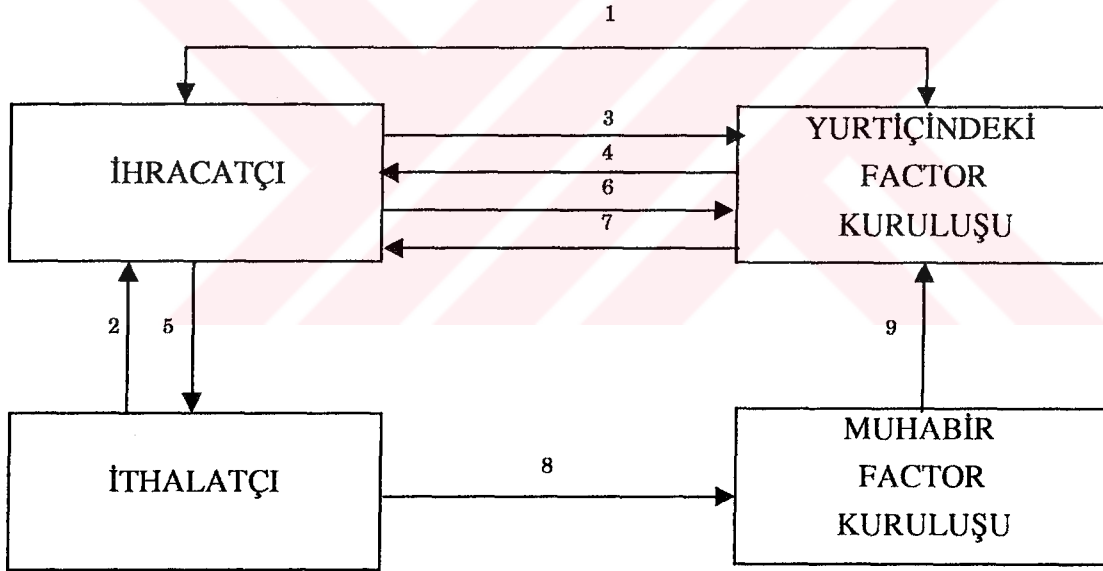 1
İHRACATÇI
3
4
6
7
YURTİÇİNDEKİ
FACTOR
KURULUŞU
2
5
9
İTHALATÇI
8
MUHABİR
FACTOR
KURULUŞU